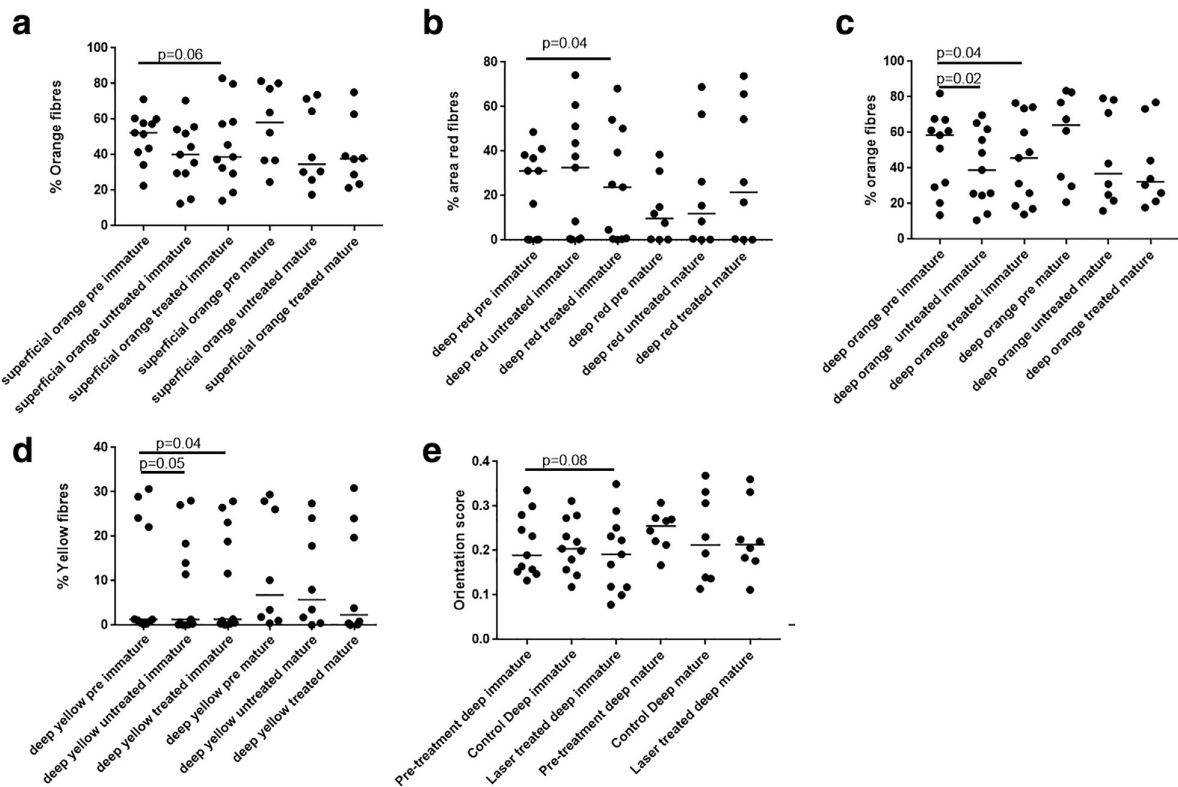 a
p=0.06
% Orange fibres
100
80
60
40
20
0
superficial orange pre immature
superficial orange untreated immature
superficial orange treated immature
superficial orange pre mature
superficial orange untreated mature
superficial orange treated mature
b
p=0.04
% area red fibres
80
60
40
20
0
deep red pre immature
deep red untreated immature
deep red treated immature
deep red pre mature
deep red untreated mature
deep red treated mature
c
p=0.04
p=0.02
% orange fibres
100
80
60
40
20
0
deep orange pre immature
deep orange untreated immature
deep orange treated immature
deep orange pre mature
deep orange untreated mature
deep orange treated mature
d
p=0.04
p=0.05
% Yellow fibres
40
30
20
10
0
deep yellow pre immature
deep yellow untreated immature
deep yellow treated immature
deep yellow pre mature
deep yellow untreated mature
deep yellow treated mature
e
p=0.08
Orientation score
0.4
0.3
0.2
0.1
0.0
Pre-treatment deep immature
Control Deep immature
Laser treated deep immature
Pre-treatment deep mature
Control Deep mature
Laser treated deep mature